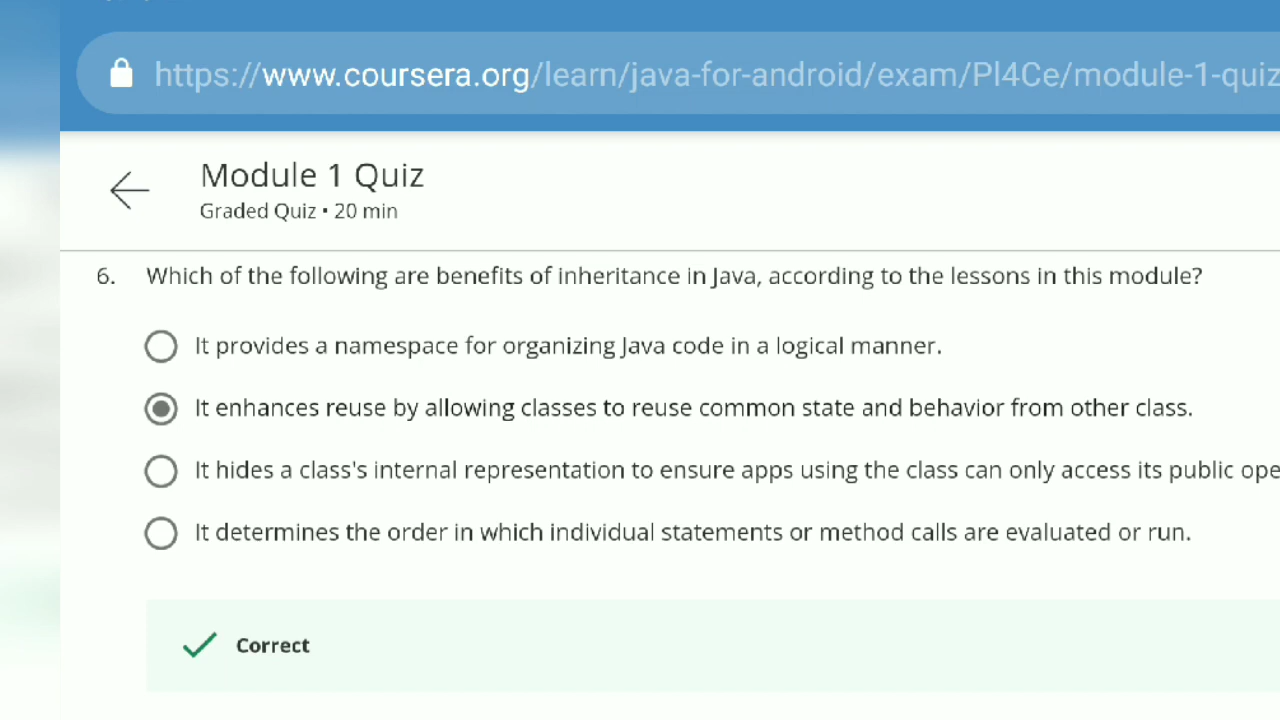 https://www.coursera.org/learn/java-for-android/exam/Pl4Ce/module-1-quiz
Module 1 Quiz
Graded Quiz • 20 min
6. Which of the following are benefits of inheritance in Java, according to the lessons in this module?
It provides a namespace for organizing Java code in a logical manner.
It enhances reuse by allowing classes to reuse common state and behavior from other class.
It hides a class's internal representation to ensure apps using the class can only access its public ope
It determines the order in which individual statements or method calls are evaluated or run.
Correct